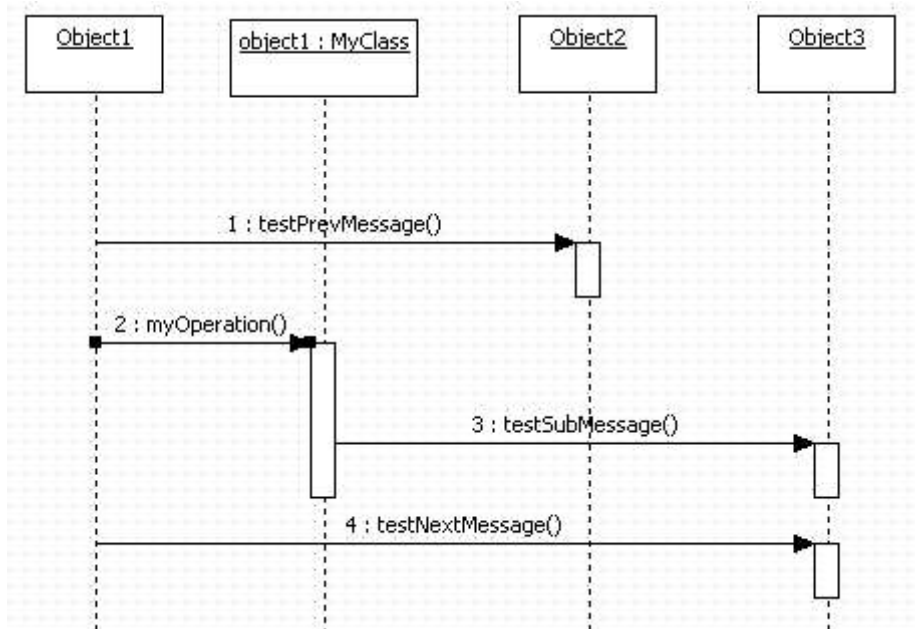 Object1
object1 : MyClass
Object2
Object3
1 : testPrevMessage()
2 : myOperation()
3 : testSubMessage()
4 : testNextMessage()